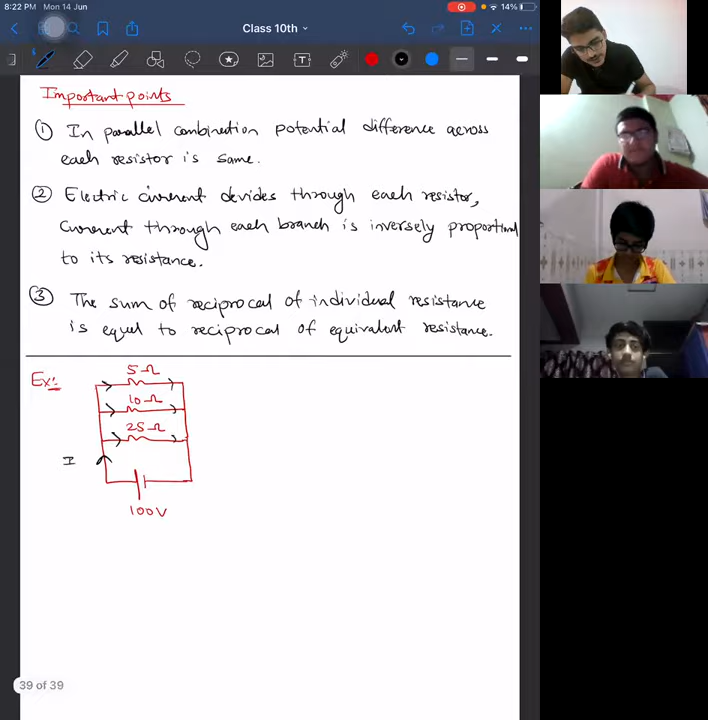 8:22 PM Mon 14 Jun
14%
Class 10th
Important points
① In parallel combination potential difference across
each resistor is same.
② Electric current devides through each resistor,
current through each branch is inversely proportional
to its resistance.
③ The sum of reciprocal of individual resistance
is equal to reciprocal of equivalent resistance.
Ex:
5 Ω
10 Ω
25 Ω
I
100V
39 of 39